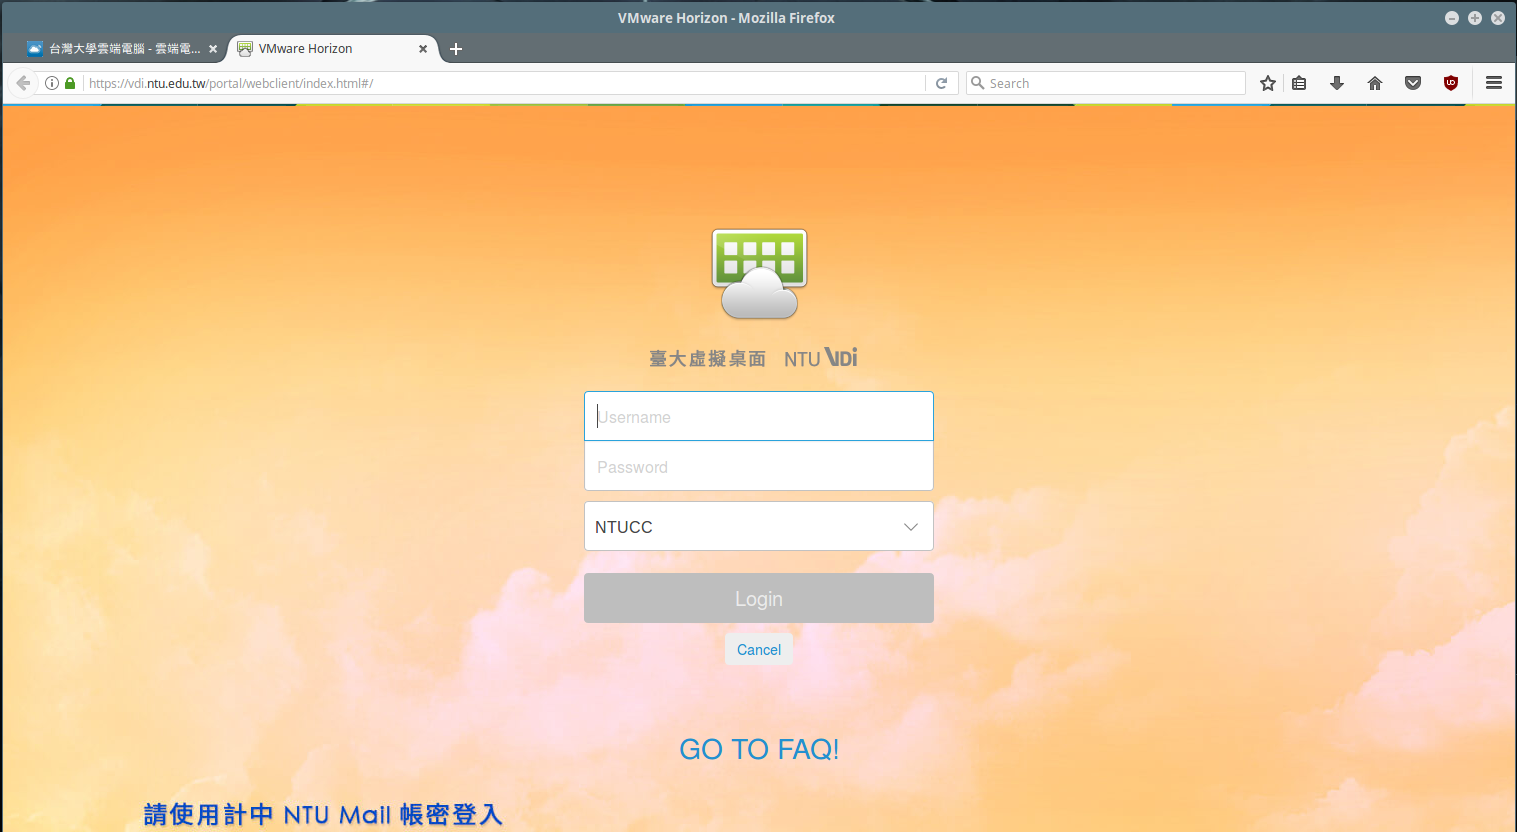 VMware Horizon - Mozilla Firefox
台灣大學雲端電腦 - 雲端電...
VMware Horizon
https://vdi.ntu.edu.tw/portal/webclient/index.html#/
Search
臺大虛擬桌面 NTU VDi
Username
Password
NTUCC
Login
Cancel
GO TO FAQ!
請使用計中 NTU Mail 帳密登入